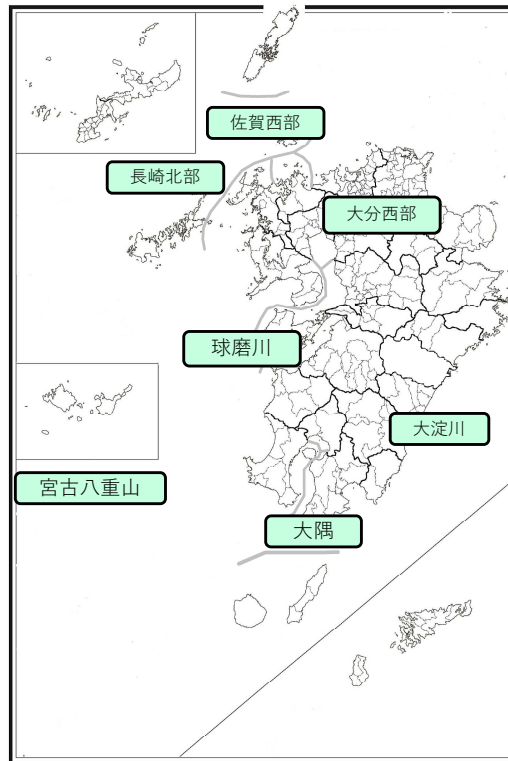 佐賀西部
長崎北部
大分西部
球磨川
大淀川
宮古八重山
大隅